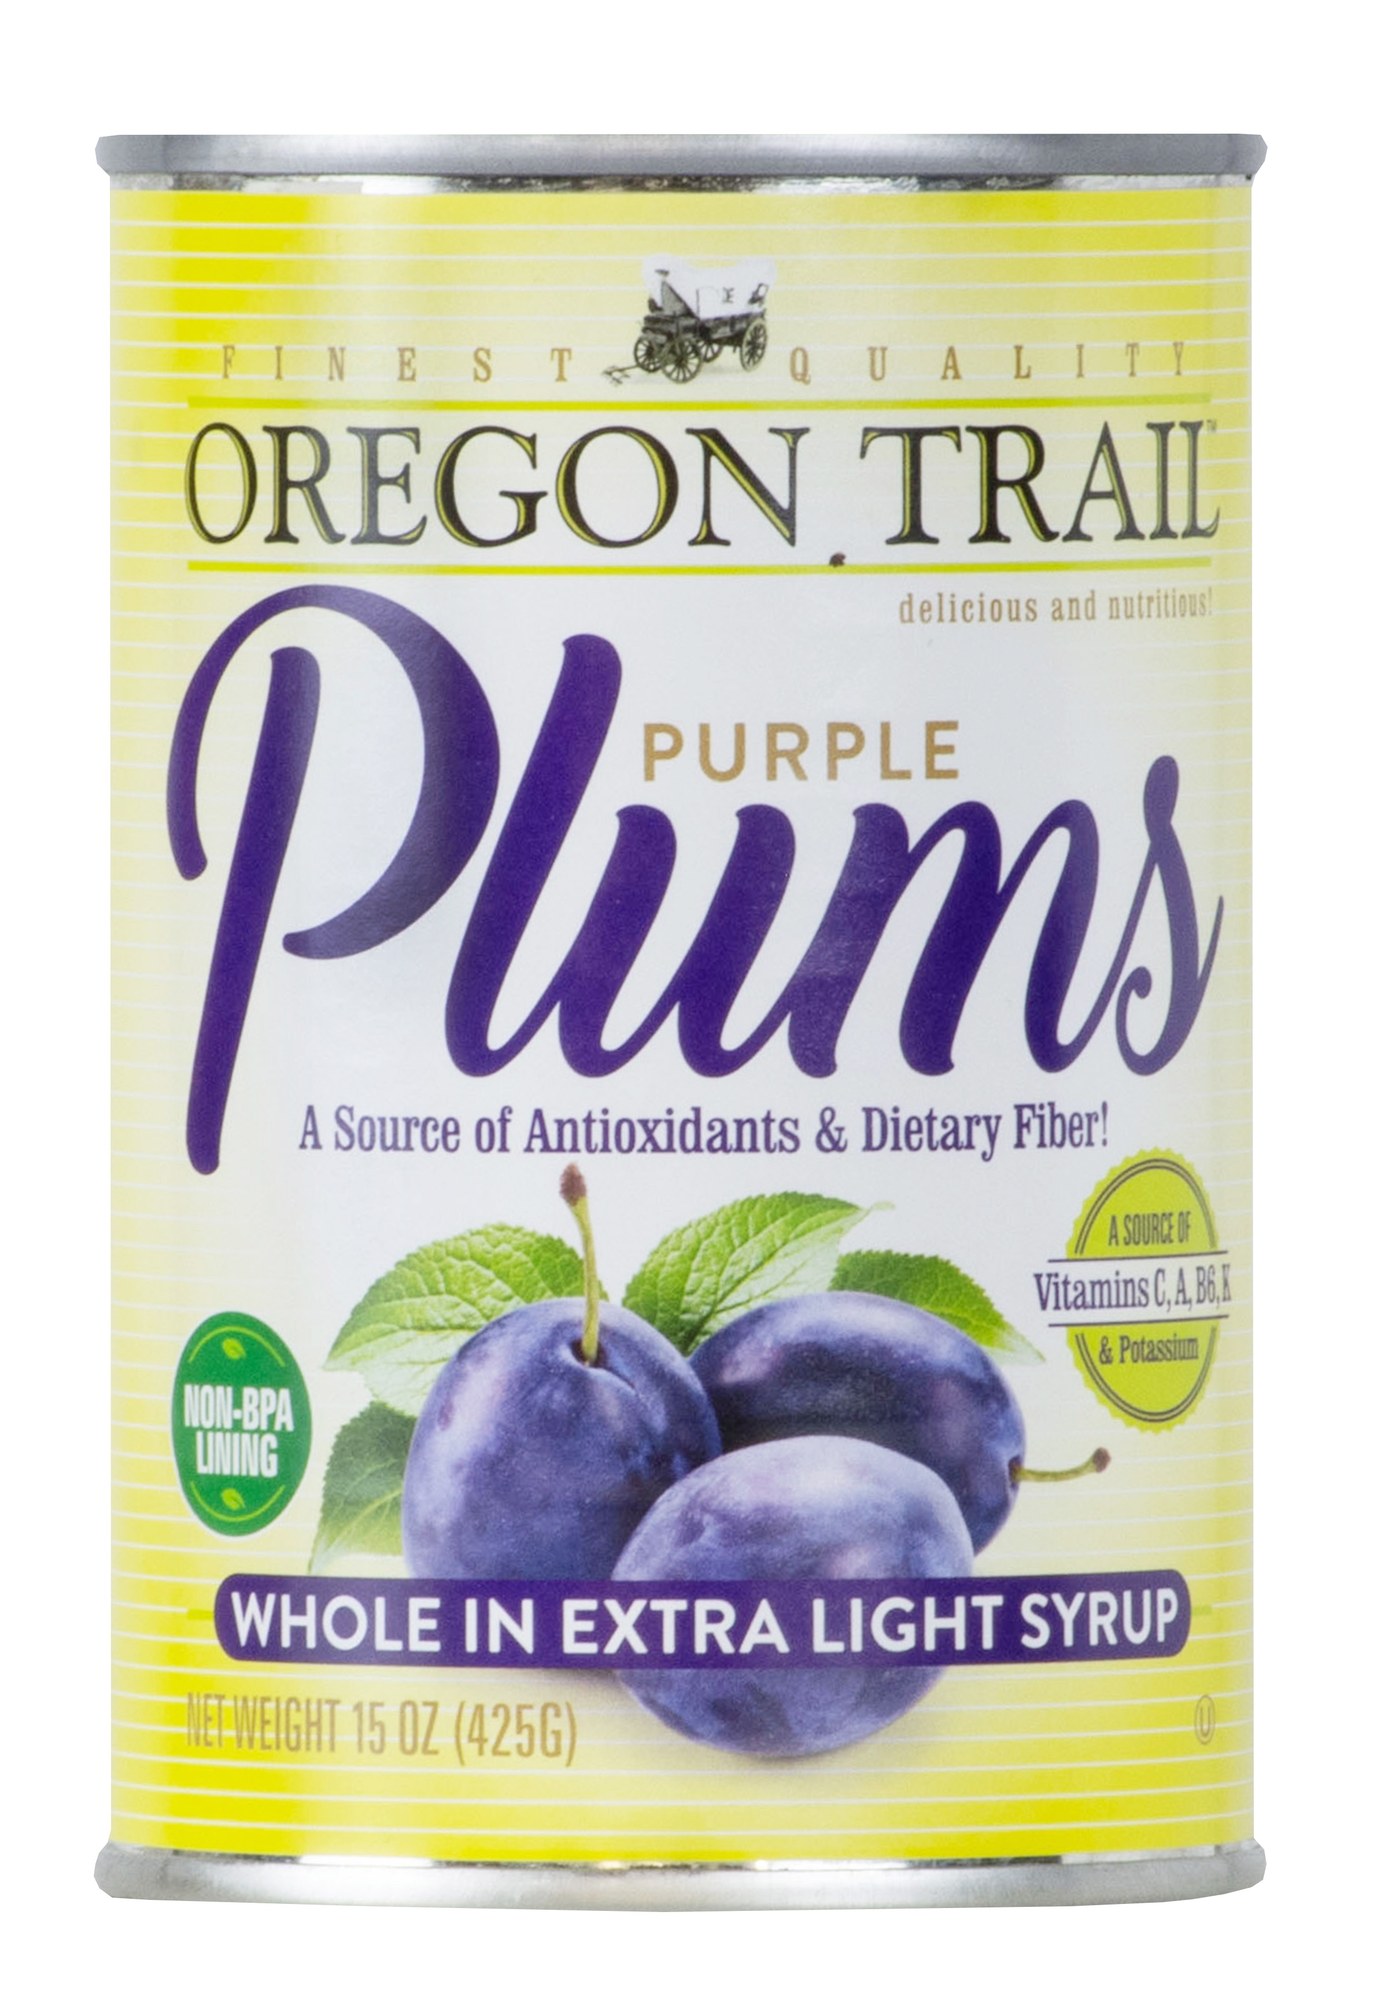 FINEST QUALITY
OREGON TRAIL™
delicious and nutritious!
PURPLE
Plums
A Source of Antioxidants & Dietary Fiber!
A SOURCE OF
Vitamins C, A, B6, K
& Potassium
NON-BPA
LINING
WHOLE IN EXTRA LIGHT SYRUP
NET WEIGHT 15 OZ (425G)
U